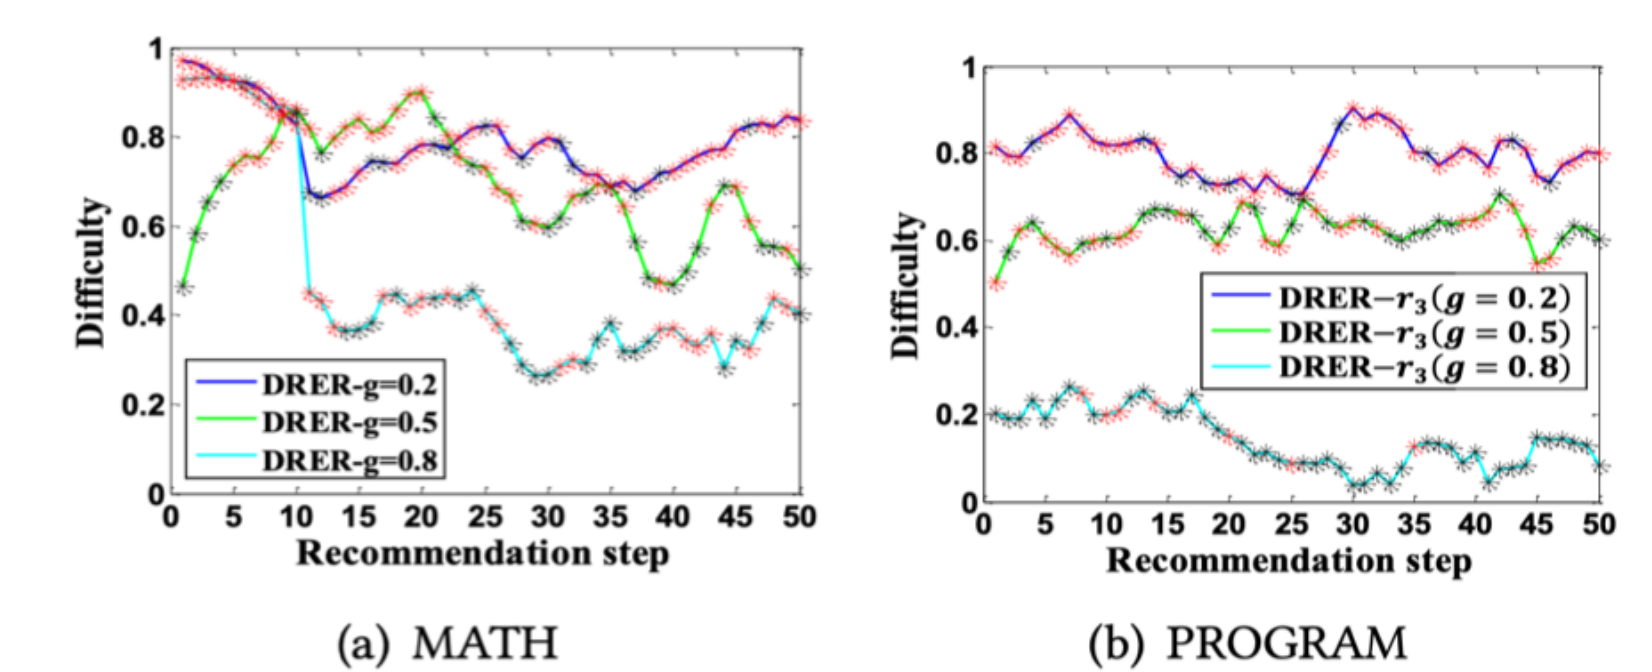 1
0.8
0.6
0.4
0.2
0
Difficulty
DRER-g=0.2
DRER-g=0.5
DRER-g=0.8
0 5 10 15 20 25 30 35 40 45 50
Recommendation step
(a) MATH
1
0.8
0.6
0.4
0.2
0
Difficulty
DRER−r₃(g = 0.2)
DRER−r₃(g = 0.5)
DRER−r₃(g = 0.8)
0 5 10 15 20 25 30 35 40 45 50
Recommendation step
(b) PROGRAM